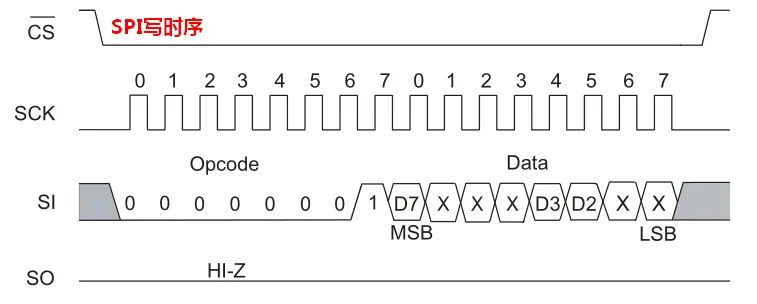 CS SPI写时序
0 1 2 3 4 5 6 7 0 1 2 3 4 5 6 7
SCK
Opcode Data
SI 0 0 0 0 0 0 0 1 D7 X X X D3 D2 X X
MSB LSB
HI-Z
SO